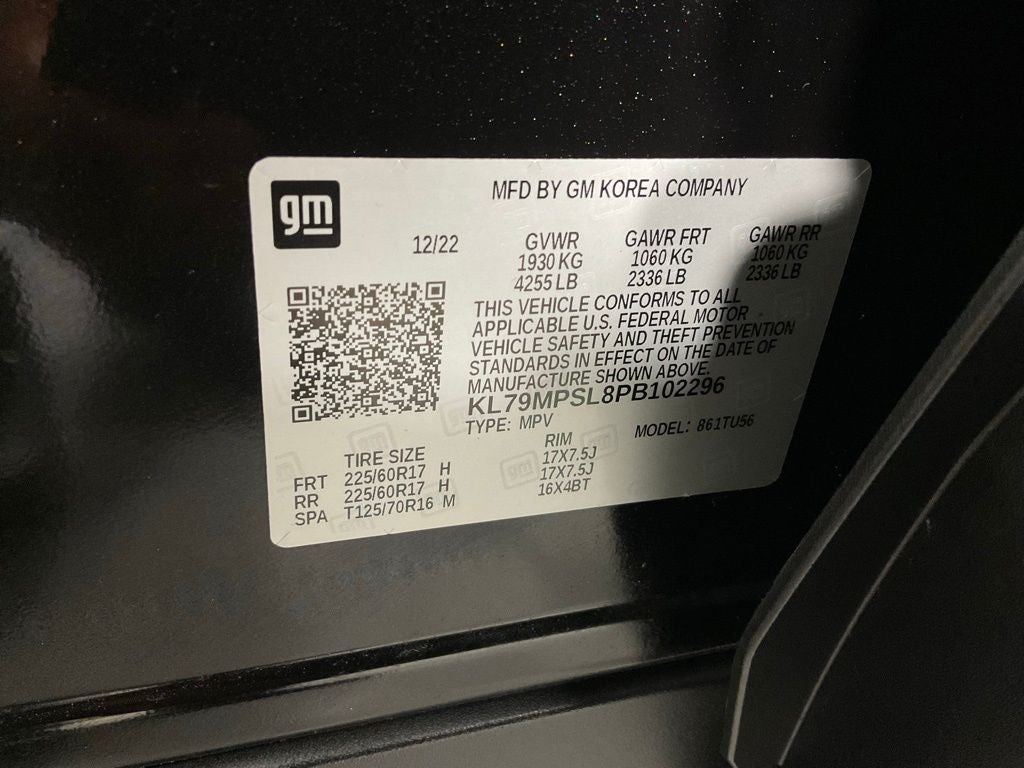 gm
MFD BY GM KOREA COMPANY
12/22
GVWR GAWR FRT GAWR RR
1930 KG 1060 KG 1060 KG
4255 LB 2336 LB 2336 LB
THIS VEHICLE CONFORMS TO ALL
APPLICABLE U.S. FEDERAL MOTOR
VEHICLE SAFETY AND THEFT PREVENTION
STANDARDS IN EFFECT ON THE DATE OF
MANUFACTURE SHOWN ABOVE.
KL79MPSL8PB102296
TYPE: MPV MODEL: 861TU56
TIRE SIZE RIM
FRT 225/60R17 H 17X7.5J
RR 225/60R17 H 17X7.5J
SPA T125/70R16 M 16X4BT